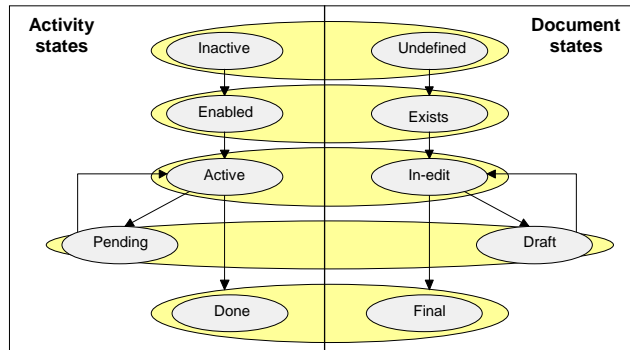 Activity
states
Document
states
Inactive
Undefined
Enabled
Exists
Active
In-edit
Pending
Draft
Done
Final